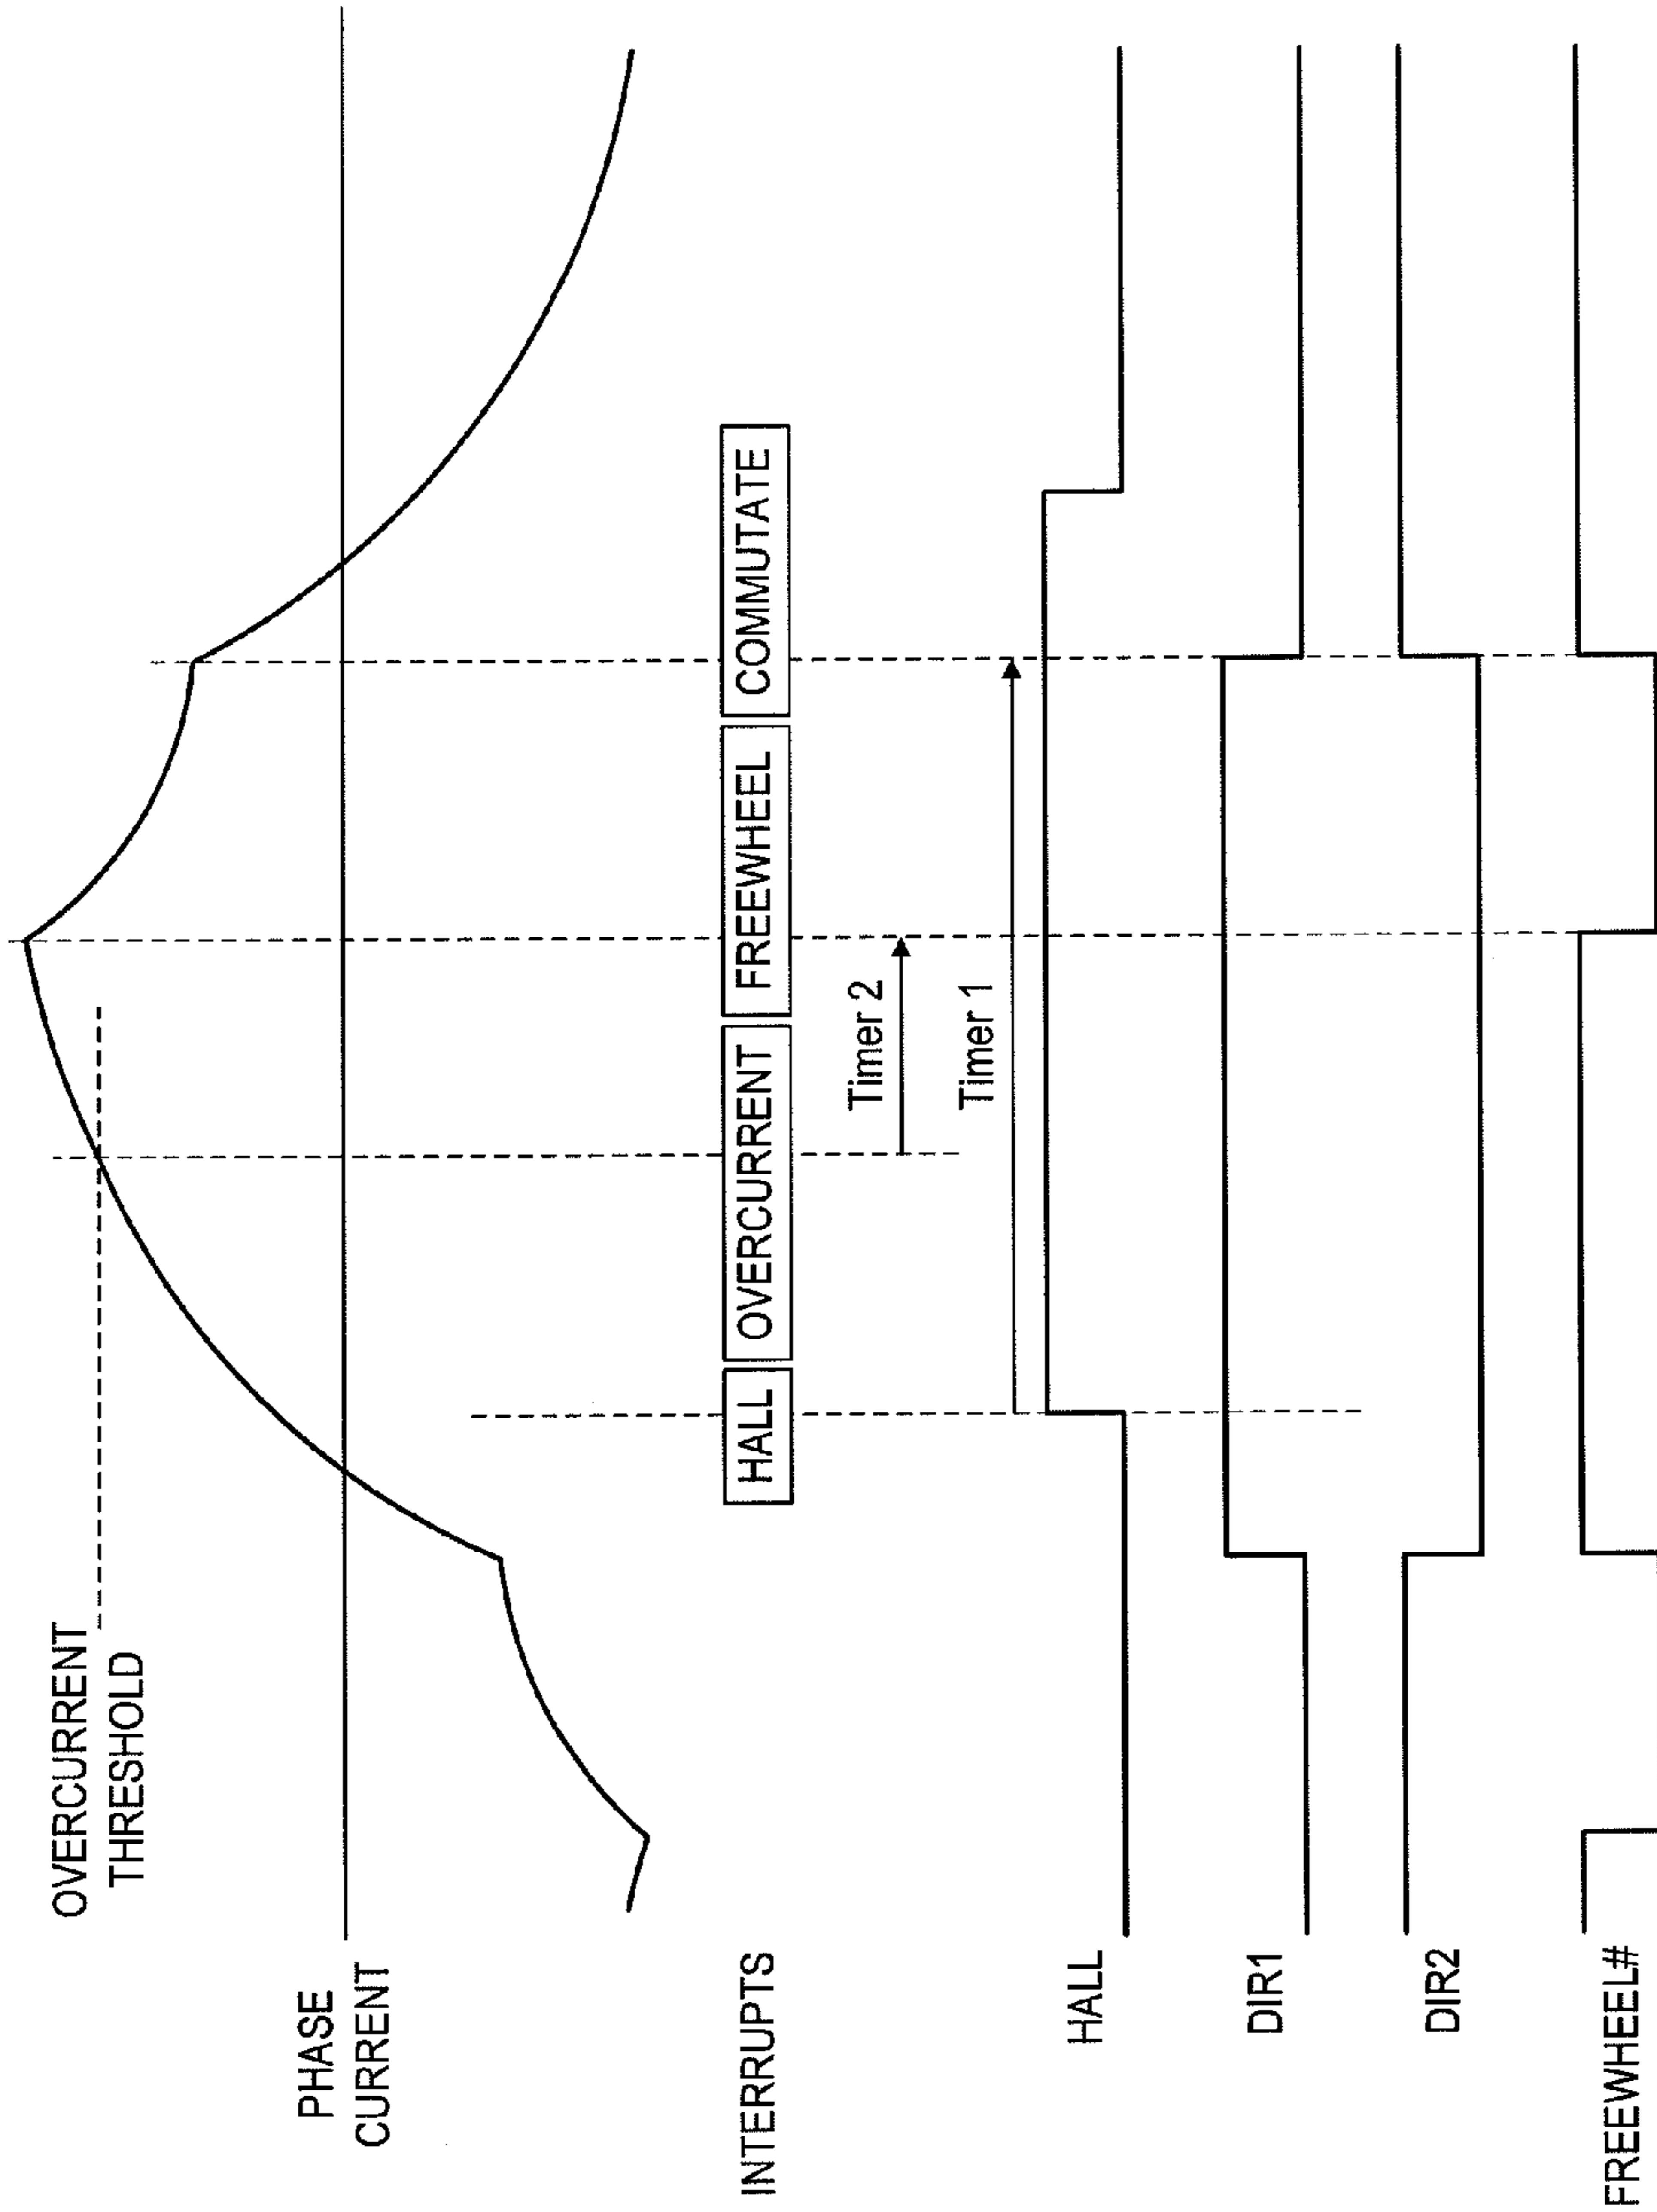 OVERCURRENT
THRESHOLD
PHASE
CURRENT
INTERRUPTS
HALL
OVERCURRENT
FREEWHEEL
COMMUTATE
Timer 2
Timer 1
HALL
DIR1
DIR2
FREEWHEEL#